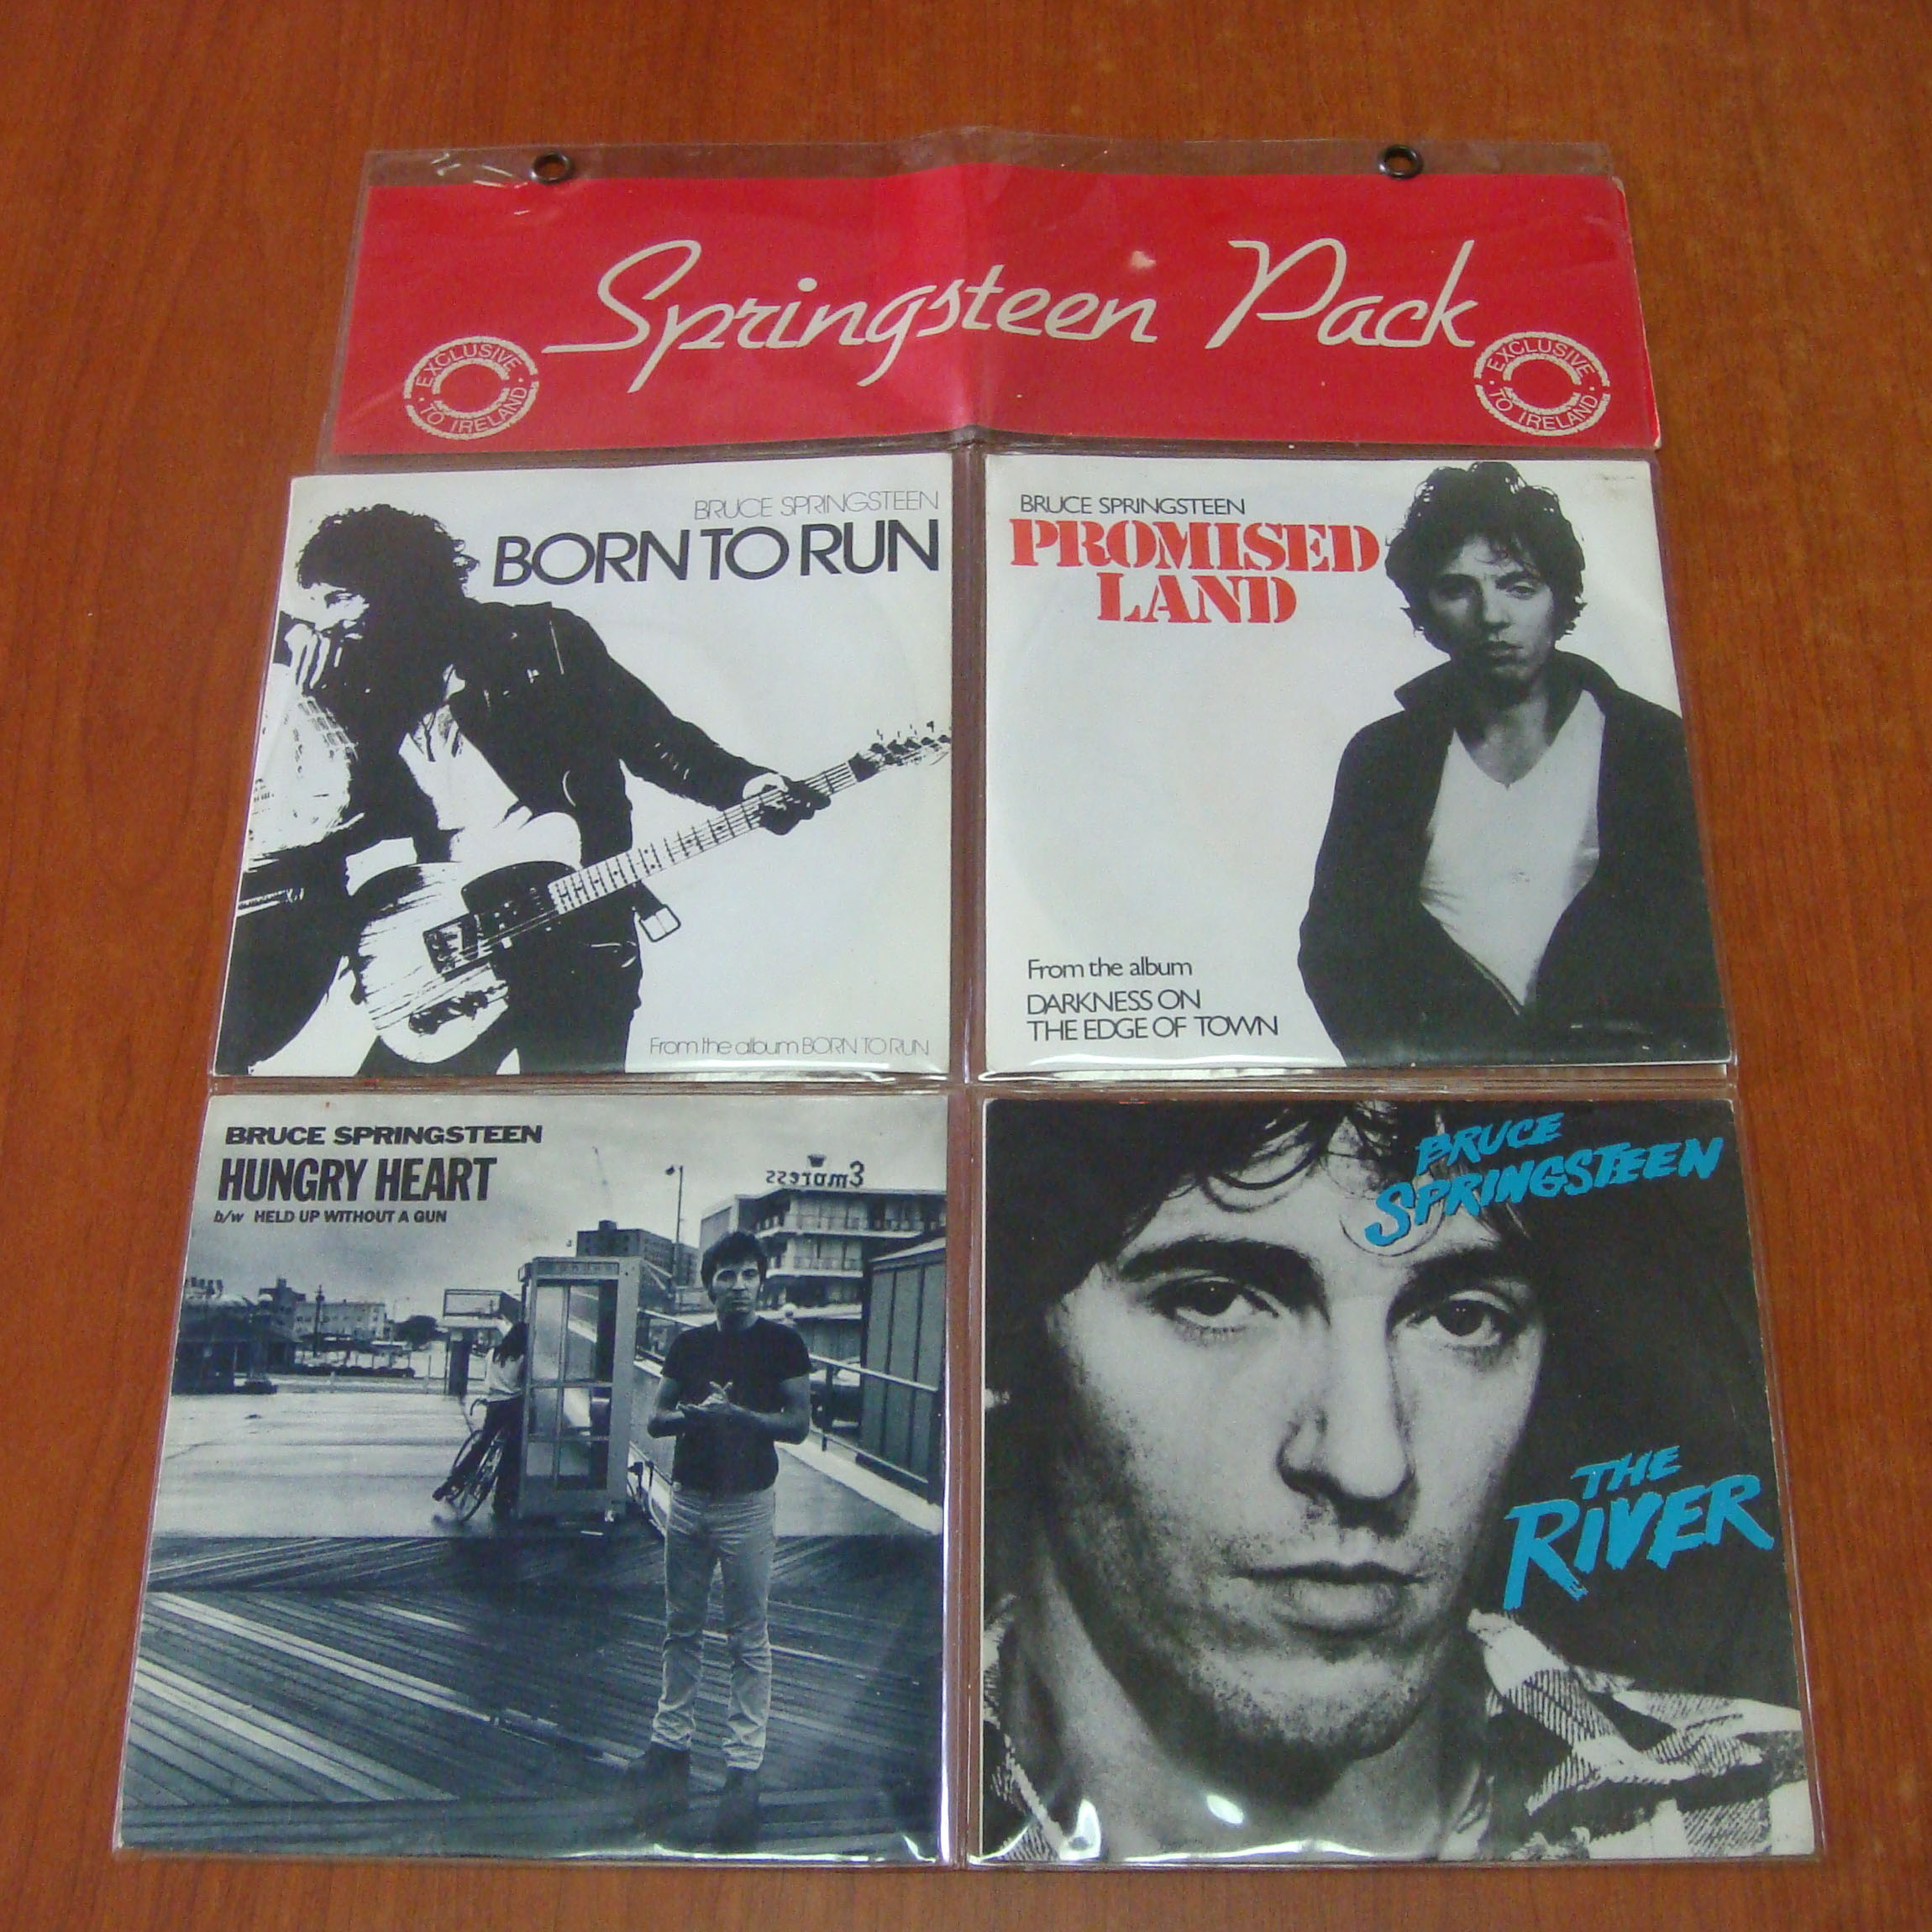 Springsteen Pack
EXCLUSIVE
TO IRELAND
EXCLUSIVE
TO IRELAND
BRUCE SPRINGSTEEN
BORN TO RUN
From the album BORN TO RUN
BRUCE SPRINGSTEEN
PROMISED
LAND
From the album
DARKNESS ON
THE EDGE OF TOWN
BRUCE SPRINGSTEEN
HUNGRY HEART
b/w HELD UP WITHOUT A GUN
Empress
BRUCE
SPRINGSTEEN
THE
RIVER